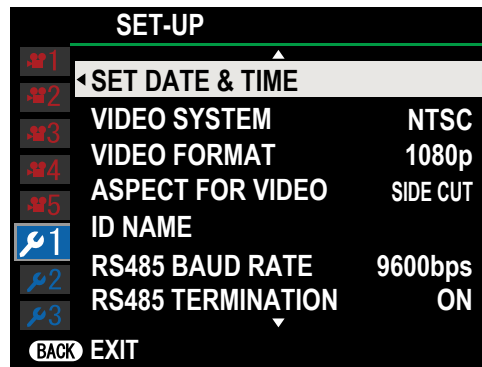 SET-UP
1
SET DATE & TIME
2
VIDEO SYSTEM NTSC
3
VIDEO FORMAT 1080p
4
ASPECT FOR VIDEO SIDE CUT
5
ID NAME
1
RS485 BAUD RATE 9600bps
2
RS485 TERMINATION ON
3
BACK EXIT